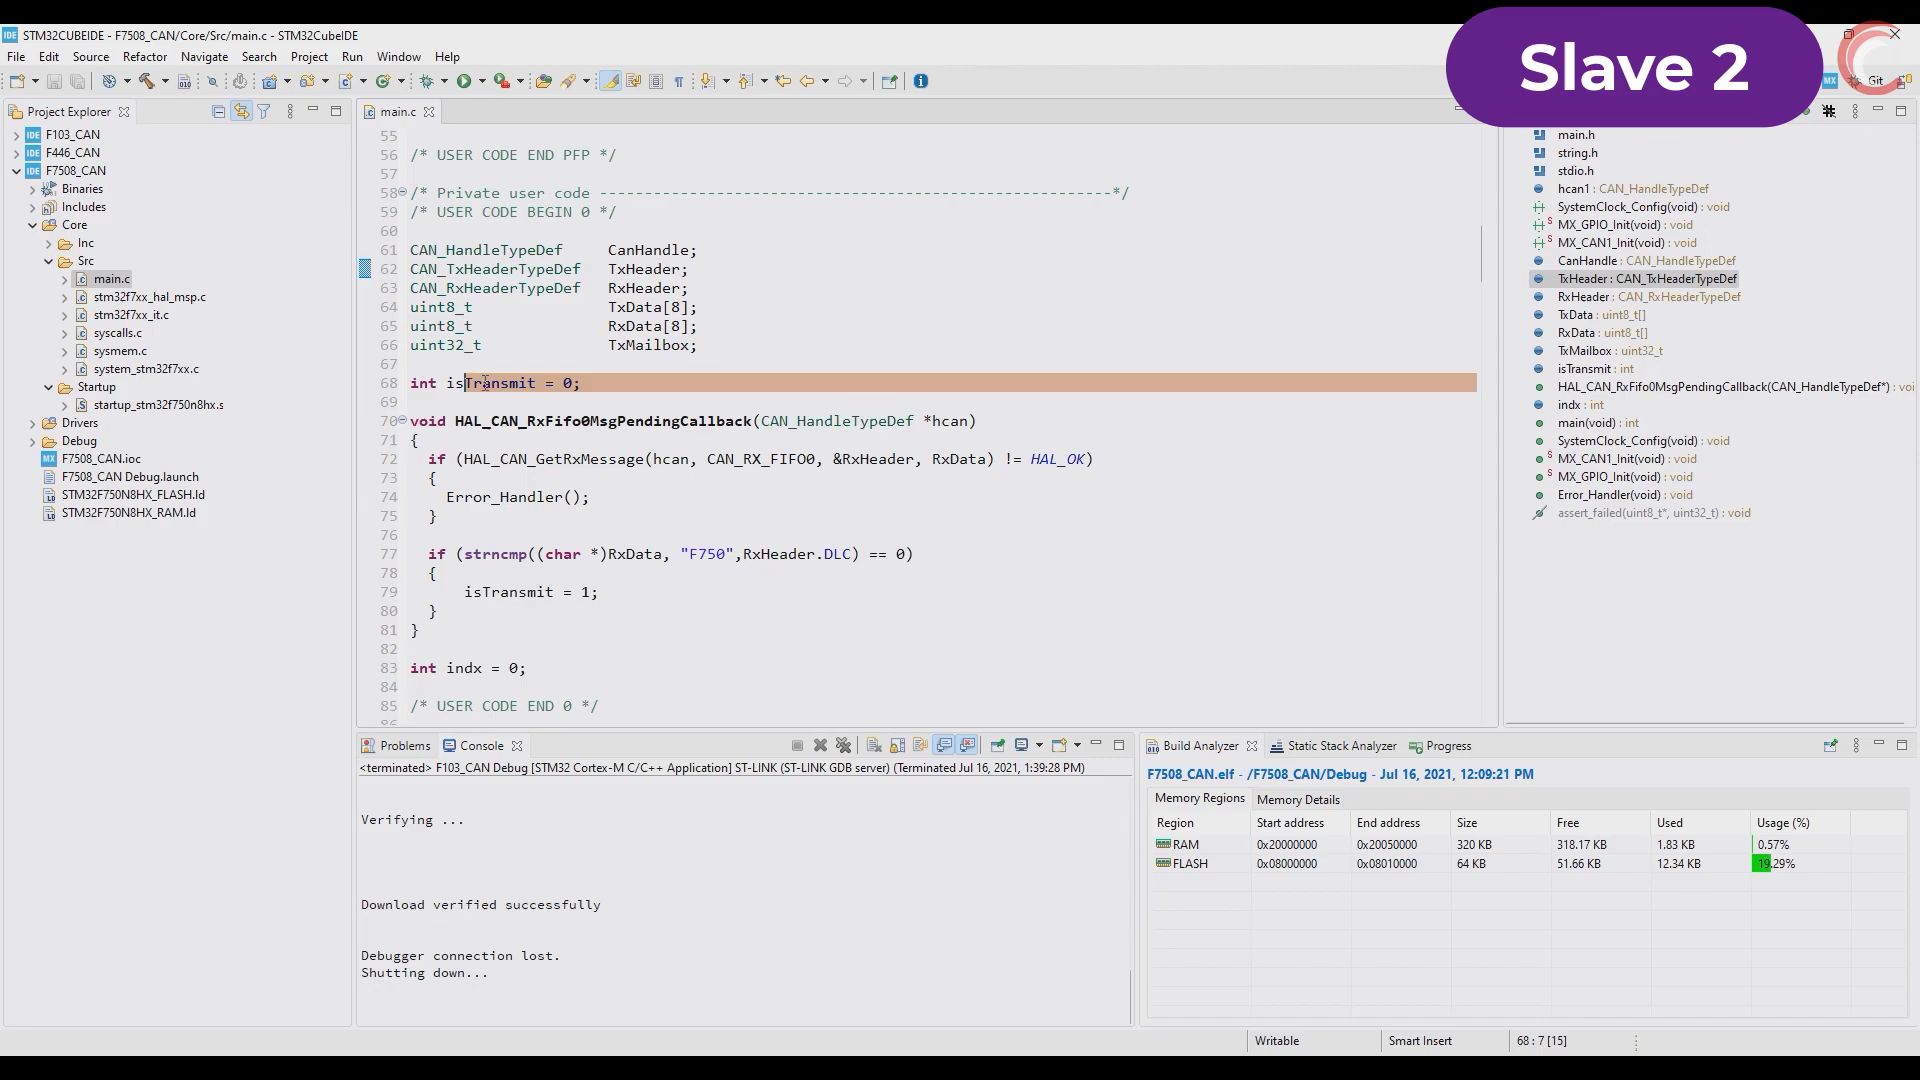 Slave 2
IDE STM32CUBEIDE - F7508_CAN/Core/Src/main.c - STM32CubeIDE
File Edit Source Refactor Navigate Search Project Run Window Help
MX Git
Project Explorer
F103_CAN
F446_CAN
F7508_CAN
Binaries
Includes
Core
Inc
Src
main.c
stm32f7xx_hal_msp.c
stm32f7xx_it.c
syscalls.c
sysmem.c
system_stm32f7xx.c
Startup
startup_stm32f750n8hx.s
Drivers
Debug
F7508_CAN.ioc
F7508_CAN Debug.launch
STM32F750N8HX_FLASH.ld
STM32F750N8HX_RAM.ld
main.c
55
56 /* USER CODE END PFP */
57
58 /* Private user code ---------------------------------------------------------*/
59 /* USER CODE BEGIN 0 */
60
61 CAN_HandleTypeDef     CanHandle;
62 CAN_TxHeaderTypeDef   TxHeader;
63 CAN_RxHeaderTypeDef   RxHeader;
64 uint8_t               TxData[8];
65 uint8_t               RxData[8];
66 uint32_t              TxMailbox;
67
68 int isTransmit = 0;
69
70 void HAL_CAN_RxFifo0MsgPendingCallback(CAN_HandleTypeDef *hcan)
71 {
72   if (HAL_CAN_GetRxMessage(hcan, CAN_RX_FIFO0, &RxHeader, RxData) != HAL_OK)
73   {
74     Error_Handler();
75   }
76
77   if (strncmp((char *)RxData, "F750",RxHeader.DLC) == 0)
78   {
79       isTransmit = 1;
80   }
81 }
82
83 int indx = 0;
84
85 /* USER CODE END 0 */
86
main.h
string.h
stdio.h
hcan1 : CAN_HandleTypeDef
SystemClock_Config(void) : void
MX_GPIO_Init(void) : void
MX_CAN1_Init(void) : void
CanHandle : CAN_HandleTypeDef
TxHeader : CAN_TxHeaderTypeDef
RxHeader : CAN_RxHeaderTypeDef
TxData : uint8_t[]
RxData : uint8_t[]
TxMailbox : uint32_t
isTransmit : int
HAL_CAN_RxFifo0MsgPendingCallback(CAN_HandleTypeDef*) : voi
indx : int
main(void) : int
SystemClock_Config(void) : void
MX_CAN1_Init(void) : void
MX_GPIO_Init(void) : void
Error_Handler(void) : void
assert_failed(uint8_t*, uint32_t) : void
Problems Console
<terminated> F103_CAN Debug [STM32 Cortex-M C/C++ Application] ST-LINK (ST-LINK GDB server) (Terminated Jul 16, 2021, 1:39:28 PM)
Verifying ...
Download verified successfully
Debugger connection lost.
Shutting down...
Build Analyzer Static Stack Analyzer Progress
F7508_CAN.elf - /F7508_CAN/Debug - Jul 16, 2021, 12:09:21 PM
Memory Regions Memory Details
Region Start address End address Size Free Used Usage (%)
RAM 0x20000000 0x20050000 320 KB 318.17 KB 1.83 KB 0.57%
FLASH 0x08000000 0x08010000 64 KB 51.66 KB 12.34 KB 19.29%
Writable Smart Insert 68 : 7 [15]